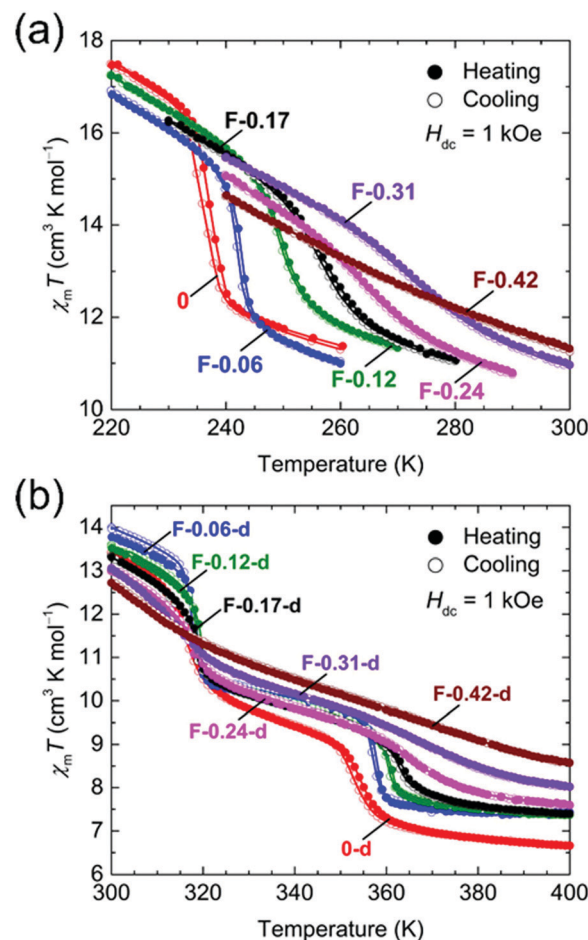 (a)
18
16
14
12
10
χmT (cm³ K mol⁻¹)
Heating
Cooling
Hdc = 1 kOe
F-0.17
F-0.31
F-0.42
0
F-0.06
F-0.12
F-0.24
220 240 260 280 300
Temperature (K)
(b)
14
13
12
11
10
9
8
7
6
χmT (cm³ K mol⁻¹)
Heating
Cooling
Hdc = 1 kOe
F-0.06-d
F-0.12-d
F-0.17-d
F-0.31-d
F-0.42-d
F-0.24-d
0-d
300 320 340 360 380 400
Temperature (K)